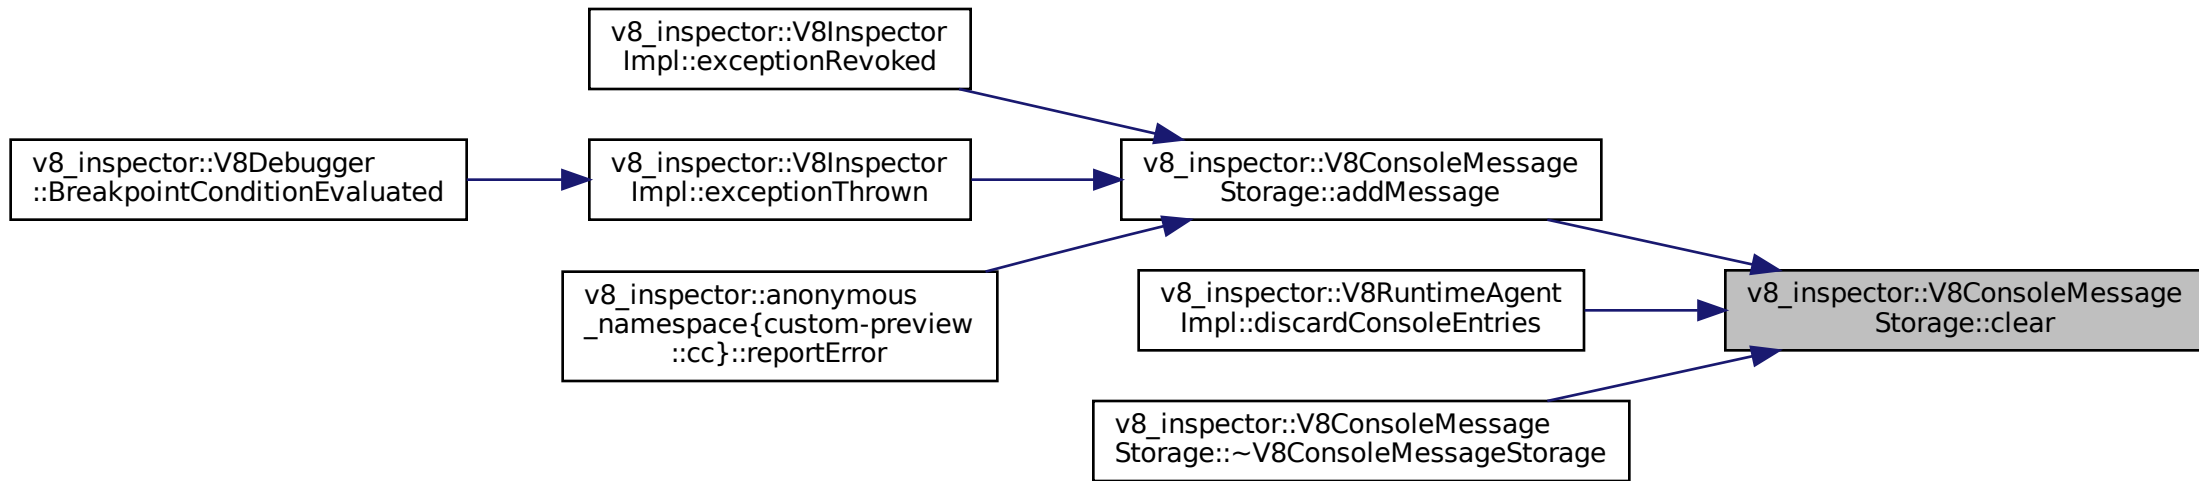 v8_inspector::V8Inspector
Impl::exceptionRevoked
v8_inspector::V8Debugger
::BreakpointConditionEvaluated
v8_inspector::V8Inspector
Impl::exceptionThrown
v8_inspector::V8ConsoleMessage
Storage::addMessage
v8_inspector::anonymous
_namespace{custom-preview
::cc}::reportError
v8_inspector::V8RuntimeAgent
Impl::discardConsoleEntries
v8_inspector::V8ConsoleMessage
Storage::clear
v8_inspector::V8ConsoleMessage
Storage::~V8ConsoleMessageStorage